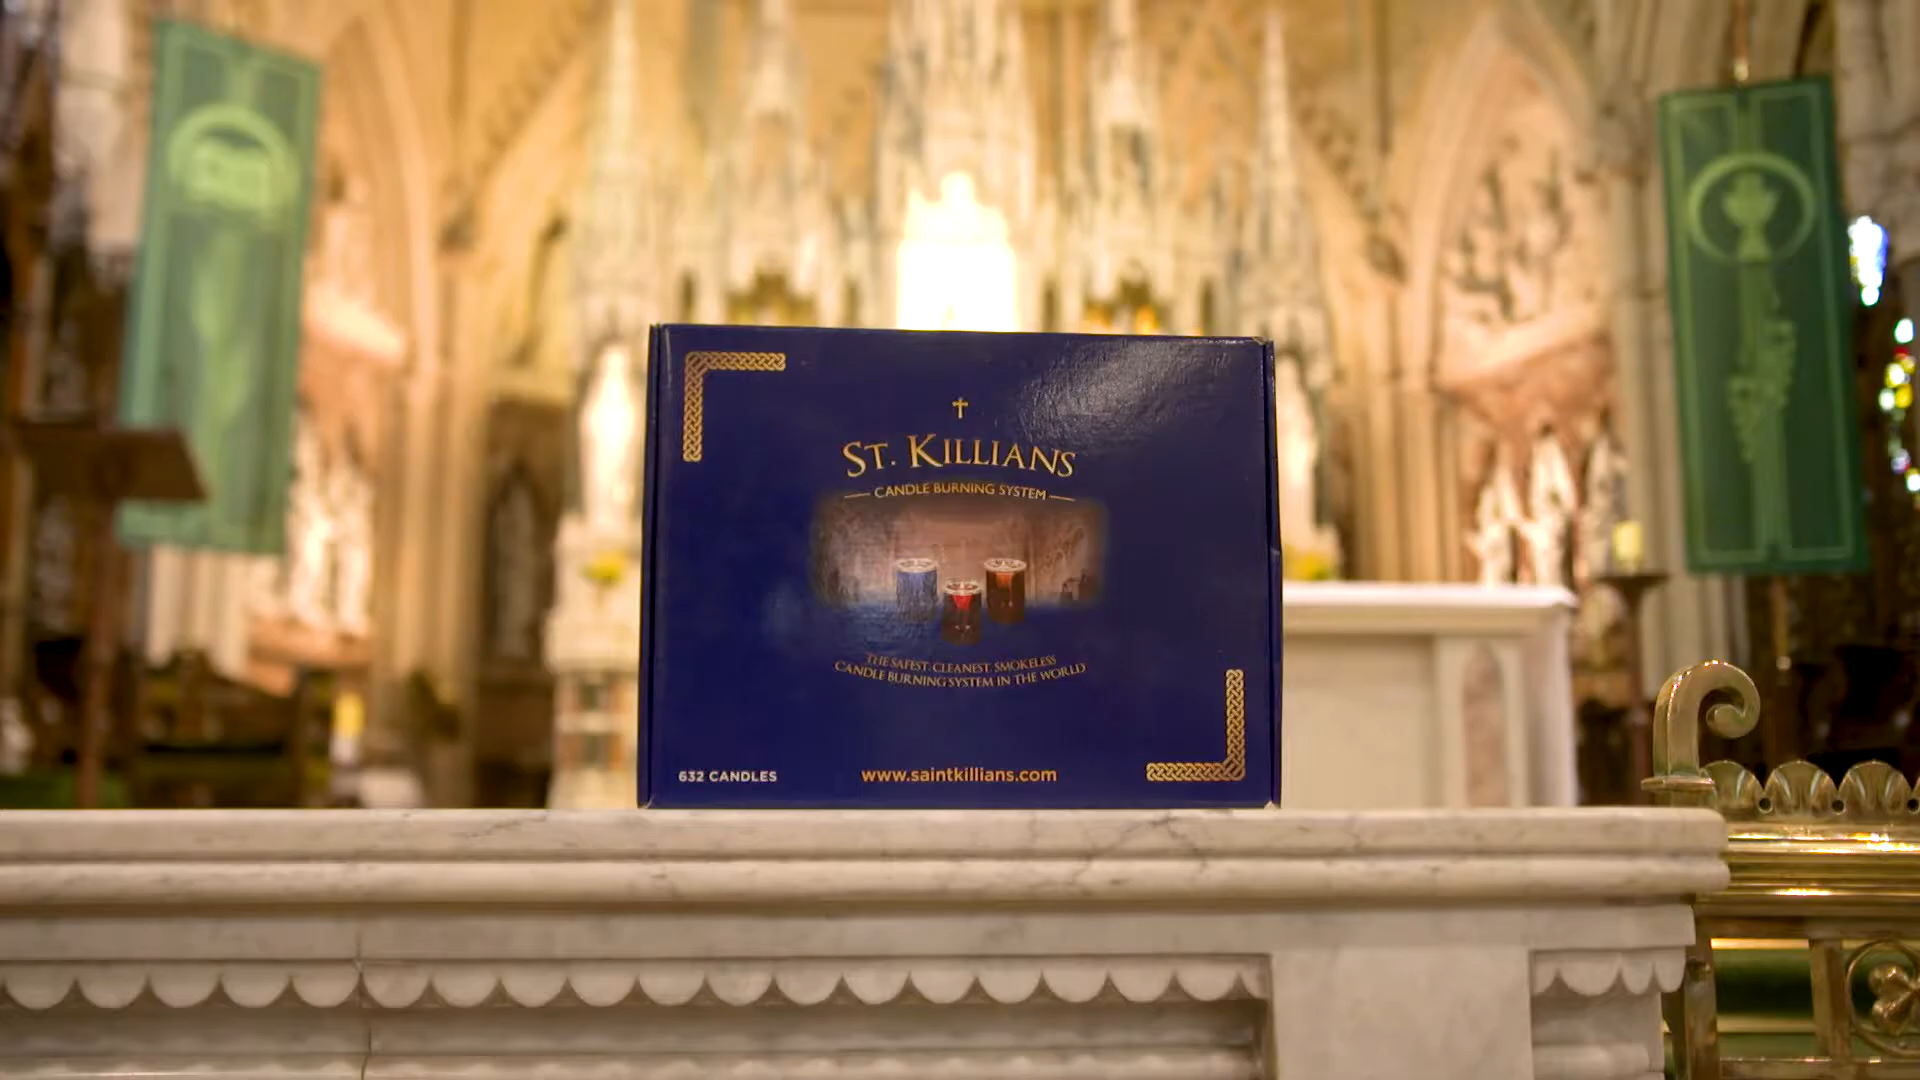 ST. KILLIANS
CANDLE BURNING SYSTEM
THE SAFEST, CLEANEST, SMOKELESS
CANDLE BURNING SYSTEM IN THE WORLD
632 CANDLES
www.saintkillians.com